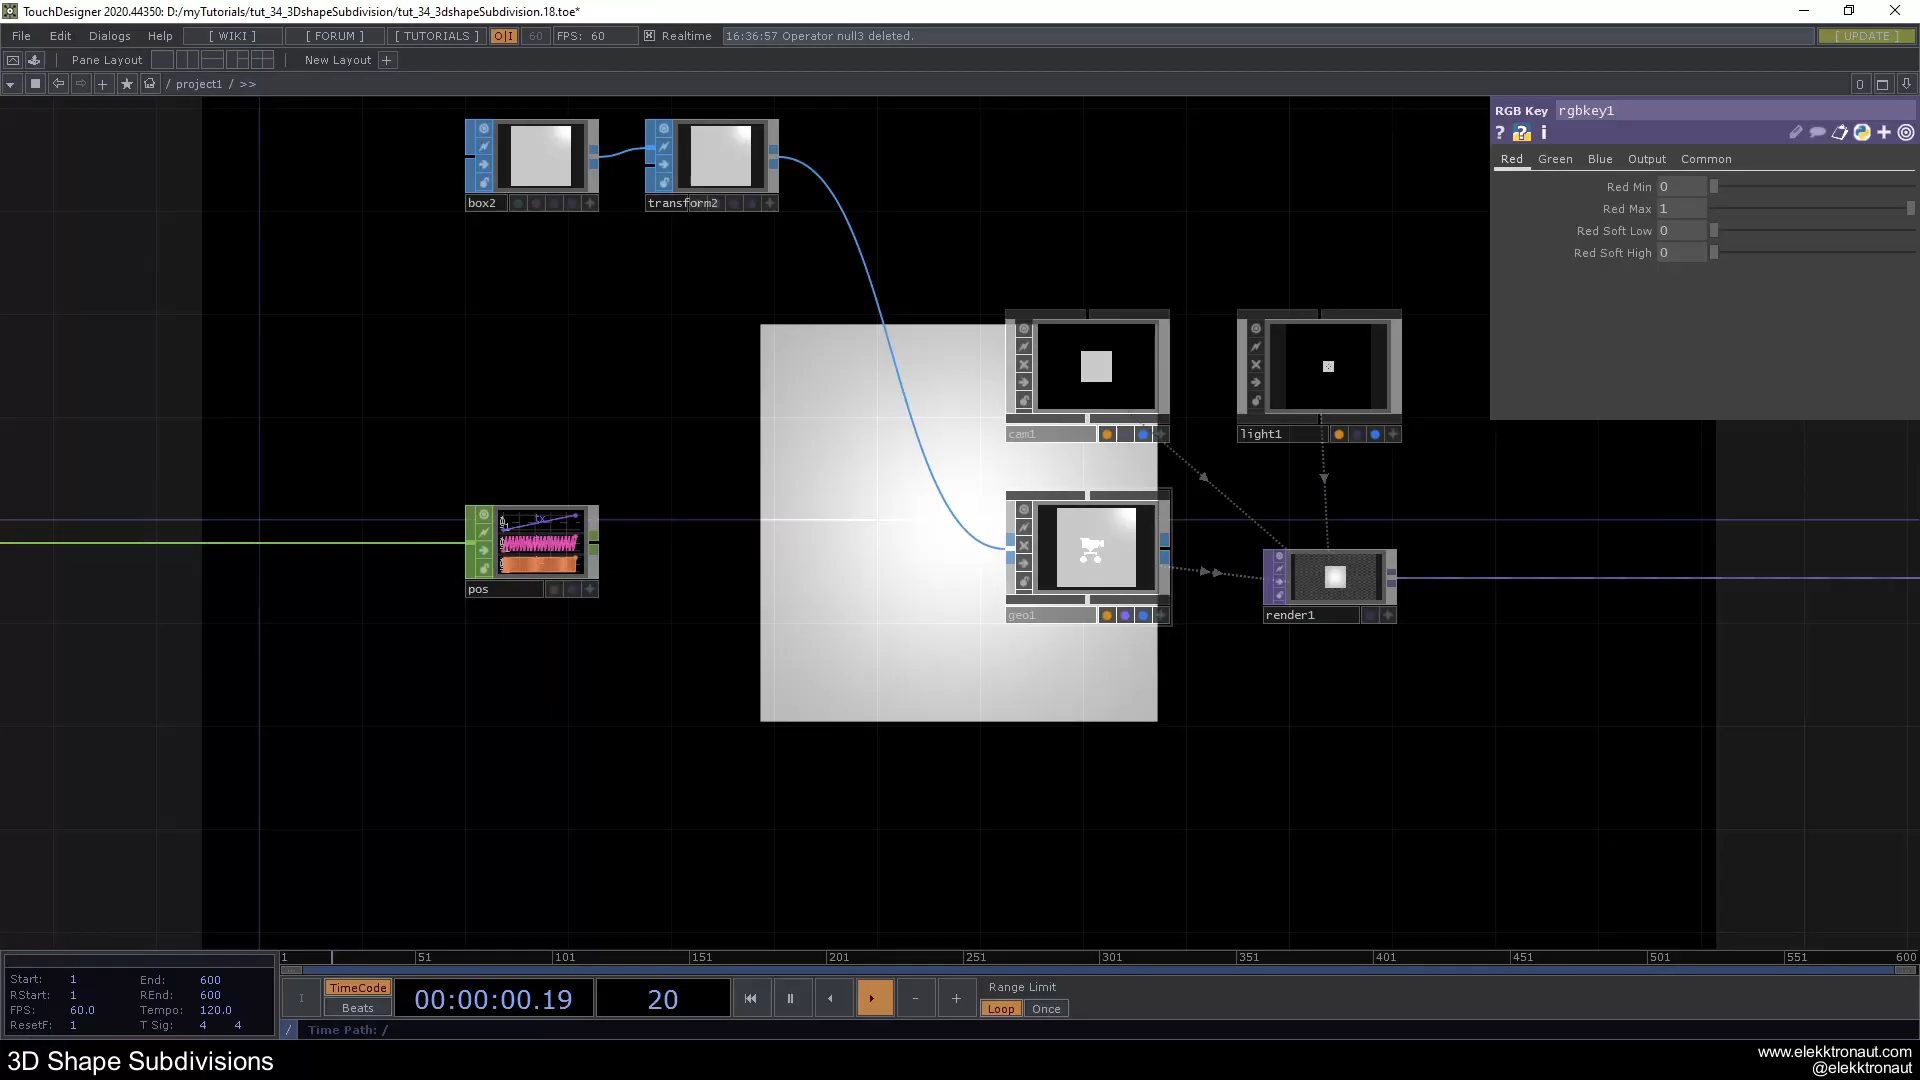 TouchDesigner 2020.44350: D:/myTutorials/tut_34_3DshapeSubdivision/tut_34_3dshapeSubdivision.18.toe*
File Edit Dialogs Help [ WIKI ] [ FORUM ] [ TUTORIALS ] O|I 60 FPS: 60 Realtime 16:36:57 Operator null3 deleted. [ UPDATE ]
Pane Layout New Layout +
/ project1 / >> 0
RGB Key rgbkey1
? ? i
Red Green Blue Output Common
Red Min 0
Red Max 1
Red Soft Low 0
Red Soft High 0
box2
transform2
cam1
light1
tx
pos
geo1
render1
1 51 101 151 201 251 301 351 401 451 501 551 600
Start: 1 End: 600
RStart: 1 REnd: 600
FPS: 60.0 Tempo: 120.0
ResetF: 1 T Sig: 4 4
I
TimeCode
Beats
00:00:00.19
20
- +
Range Limit
Loop Once
/ Time Path: /
3D Shape Subdivisions
www.elekktronaut.com
@elekktronaut